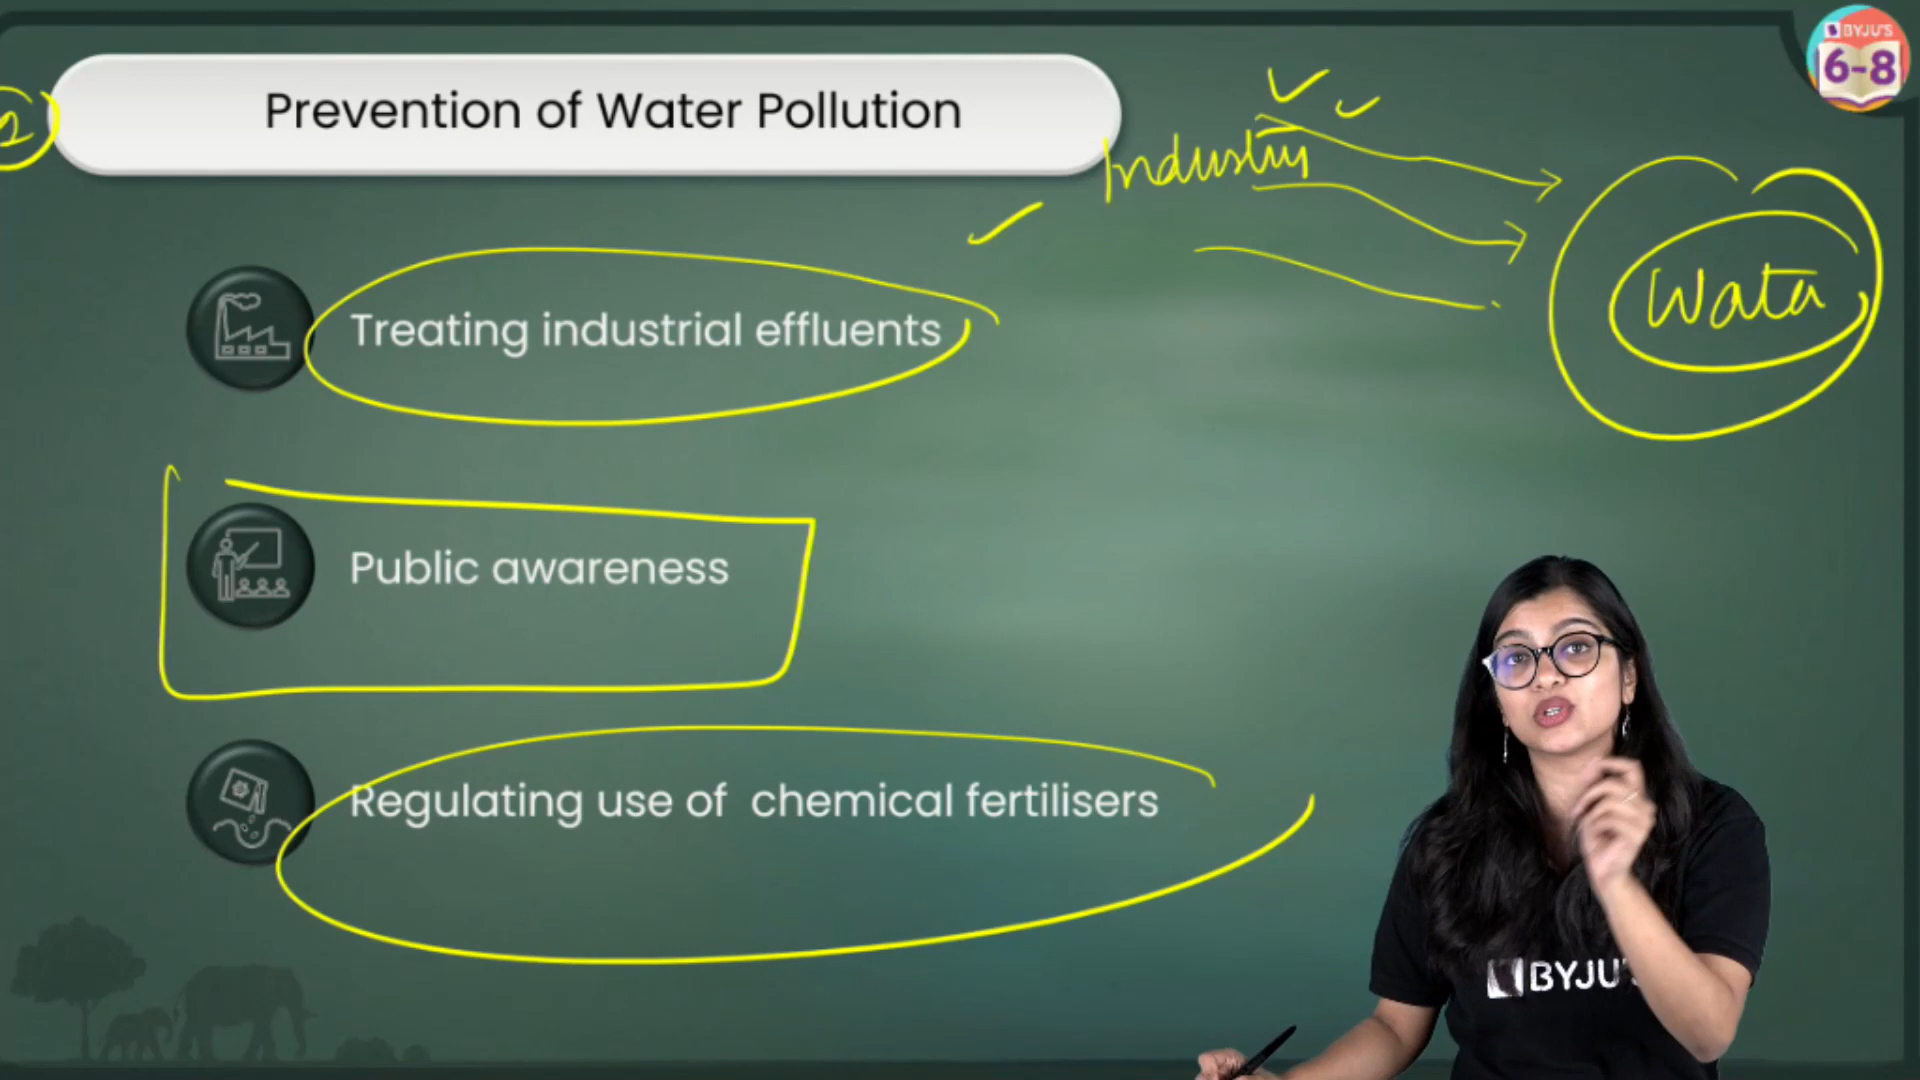 BYJU'S
6-8
2
Prevention of Water Pollution
Industry
Treating industrial effluents
Water
Public awareness
Regulating use of chemical fertilisers
BYJU'S